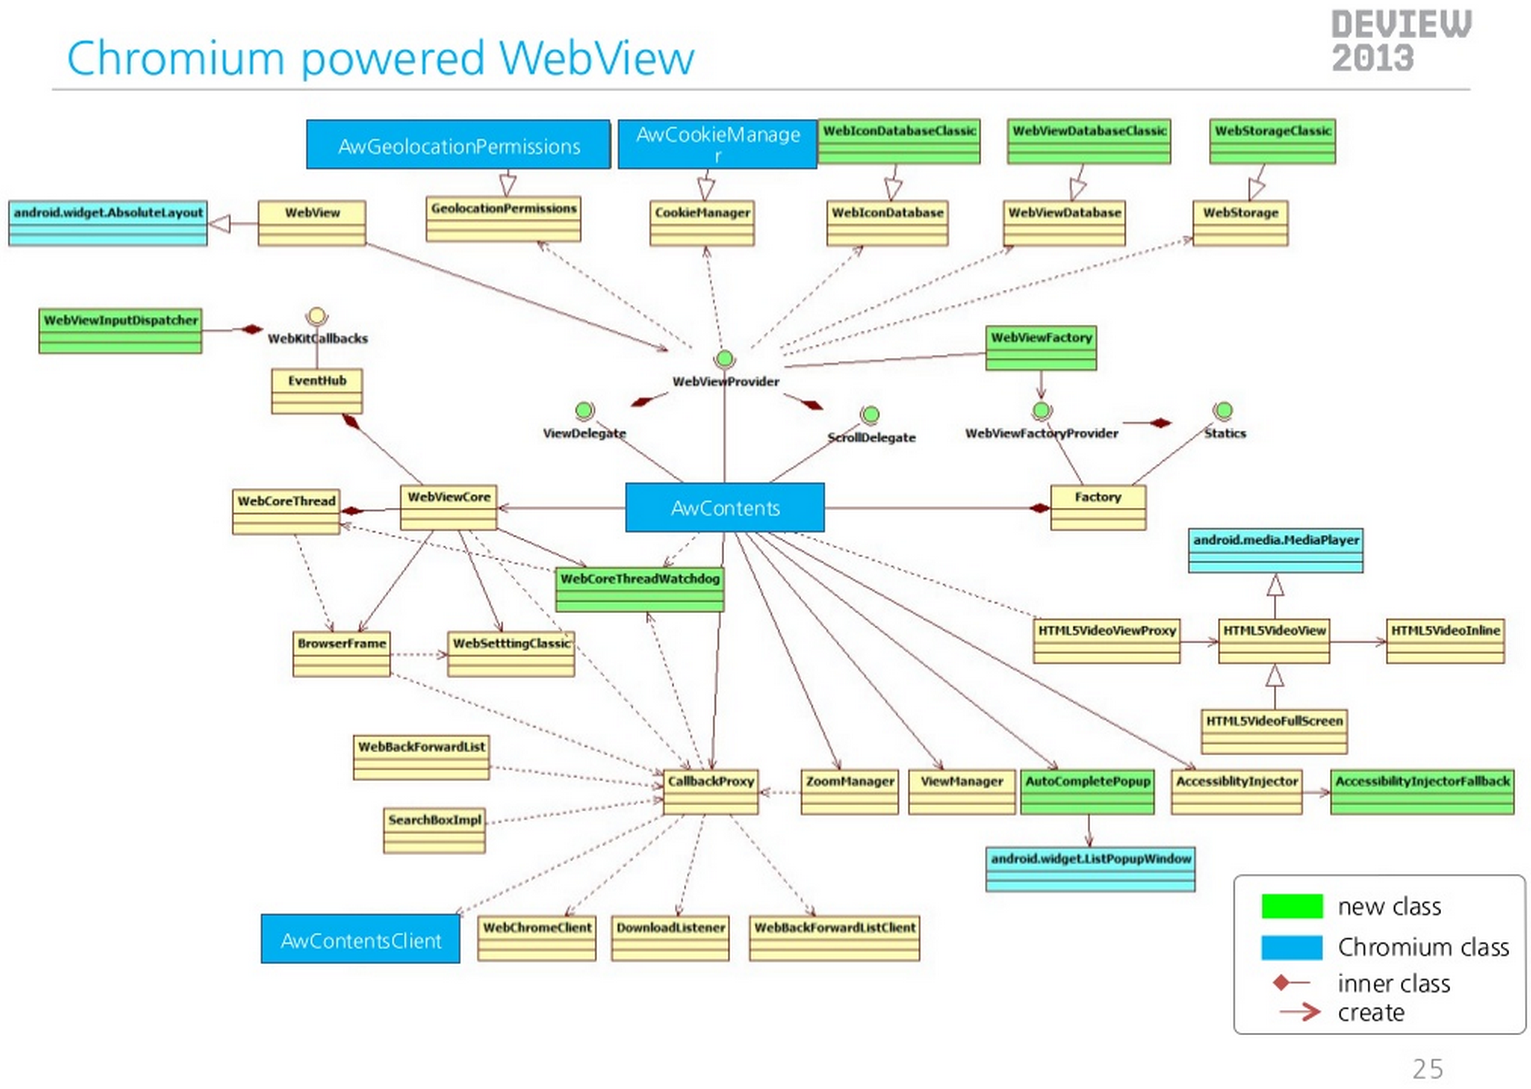 DEVIEW
2013
Chromium powered WebView
AwGeolocationPermissions
AwCookieManage
r
WebIconDatabaseClassic
WebViewDatabaseClassic
WebStorageClassic
android.widget.AbsoluteLayout
WebView
GeolocationPermissions
CookieManager
WebIconDatabase
WebViewDatabase
WebStorage
WebViewInputDispatcher
WebKitCallbacks
EventHub
WebViewProvider
WebViewFactory
ViewDelegate
ScrollDelegate
WebViewFactoryProvider
Statics
WebCoreThread
WebViewCore
AwContents
Factory
android.media.MediaPlayer
WebCoreThreadWatchdog
BrowserFrame
WebSetttingClassic
HTML5VideoViewProxy
HTML5VideoView
HTML5VideoInline
HTML5VideoFullScreen
WebBackForwardList
CallbackProxy
ZoomManager
ViewManager
AutoCompletePopup
AccessiblityInjector
AccessibilityInjectorFallback
SearchBoxImpl
android.widget.ListPopupWindow
AwContentsClient
WebChromeClient
DownloadListener
WebBackForwardListClient
new class
Chromium class
inner class
create
25